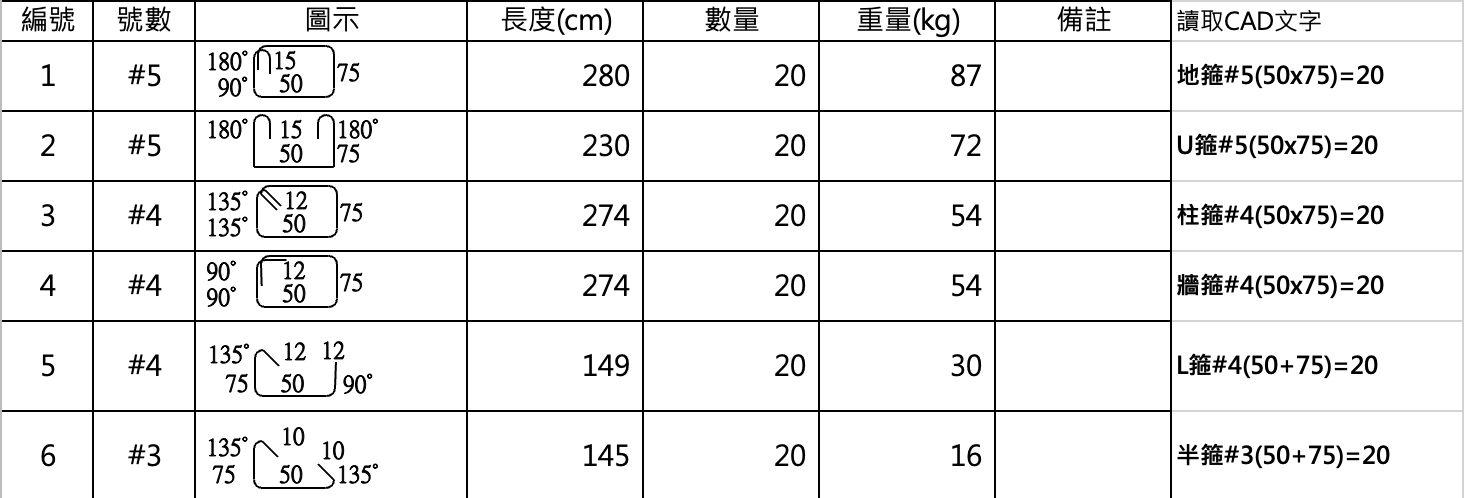 編號 號數 圖示 長度(cm) 數量 重量(kg) 備註 讀取CAD文字
1 #5 280 20 87 地箍#5(50x75)=20
180° 15 75
90° 50
2 #5 230 20 72 U箍#5(50x75)=20
180° 15 180°
50 75
3 #4 274 20 54 柱箍#4(50x75)=20
135° 12 75
135° 50
4 #4 274 20 54 牆箍#4(50x75)=20
90° 12 75
90° 50
5 #4 149 20 30 L箍#4(50+75)=20
135° 12 12
75 50 90°
6 #3 145 20 16 半箍#3(50+75)=20
135° 10 10
75 50 135°